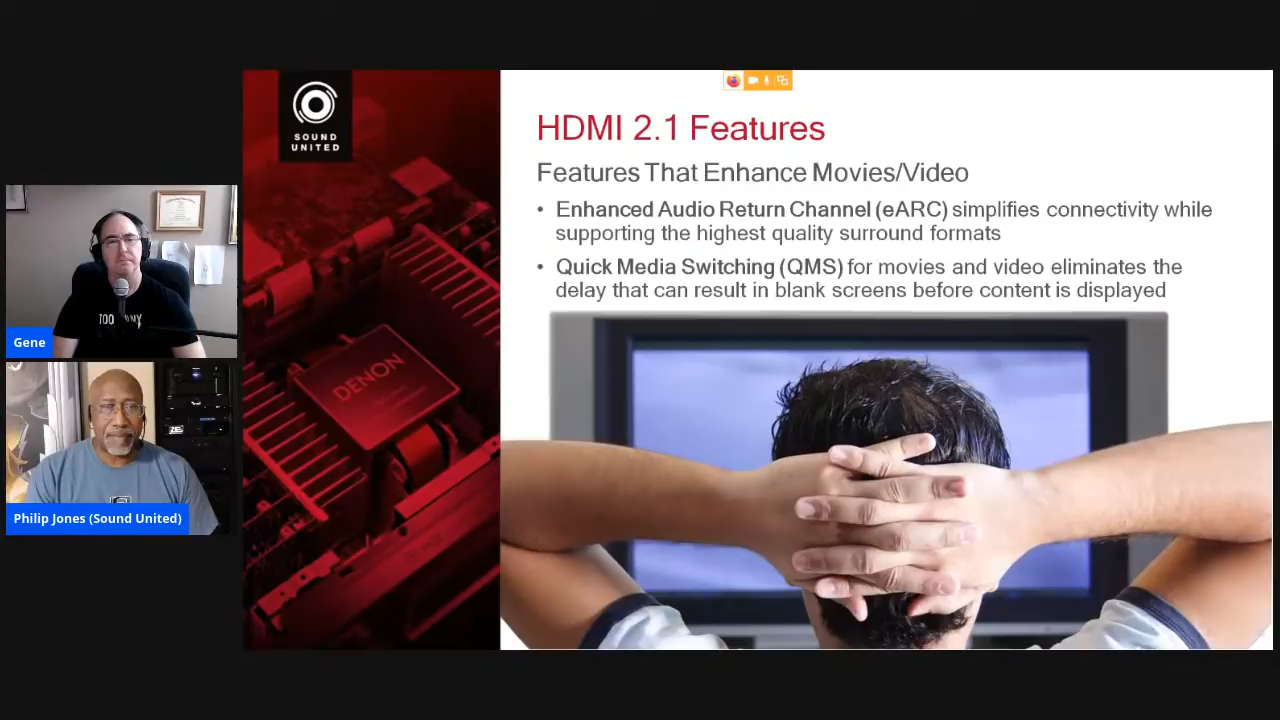 SOUND
UNITED
HDMI 2.1 Features
Features That Enhance Movies/Video
• Enhanced Audio Return Channel (eARC) simplifies connectivity while
supporting the highest quality surround formats
• Quick Media Switching (QMS) for movies and video eliminates the
delay that can result in blank screens before content is displayed
DENON
Gene
Philip Jones (Sound United)